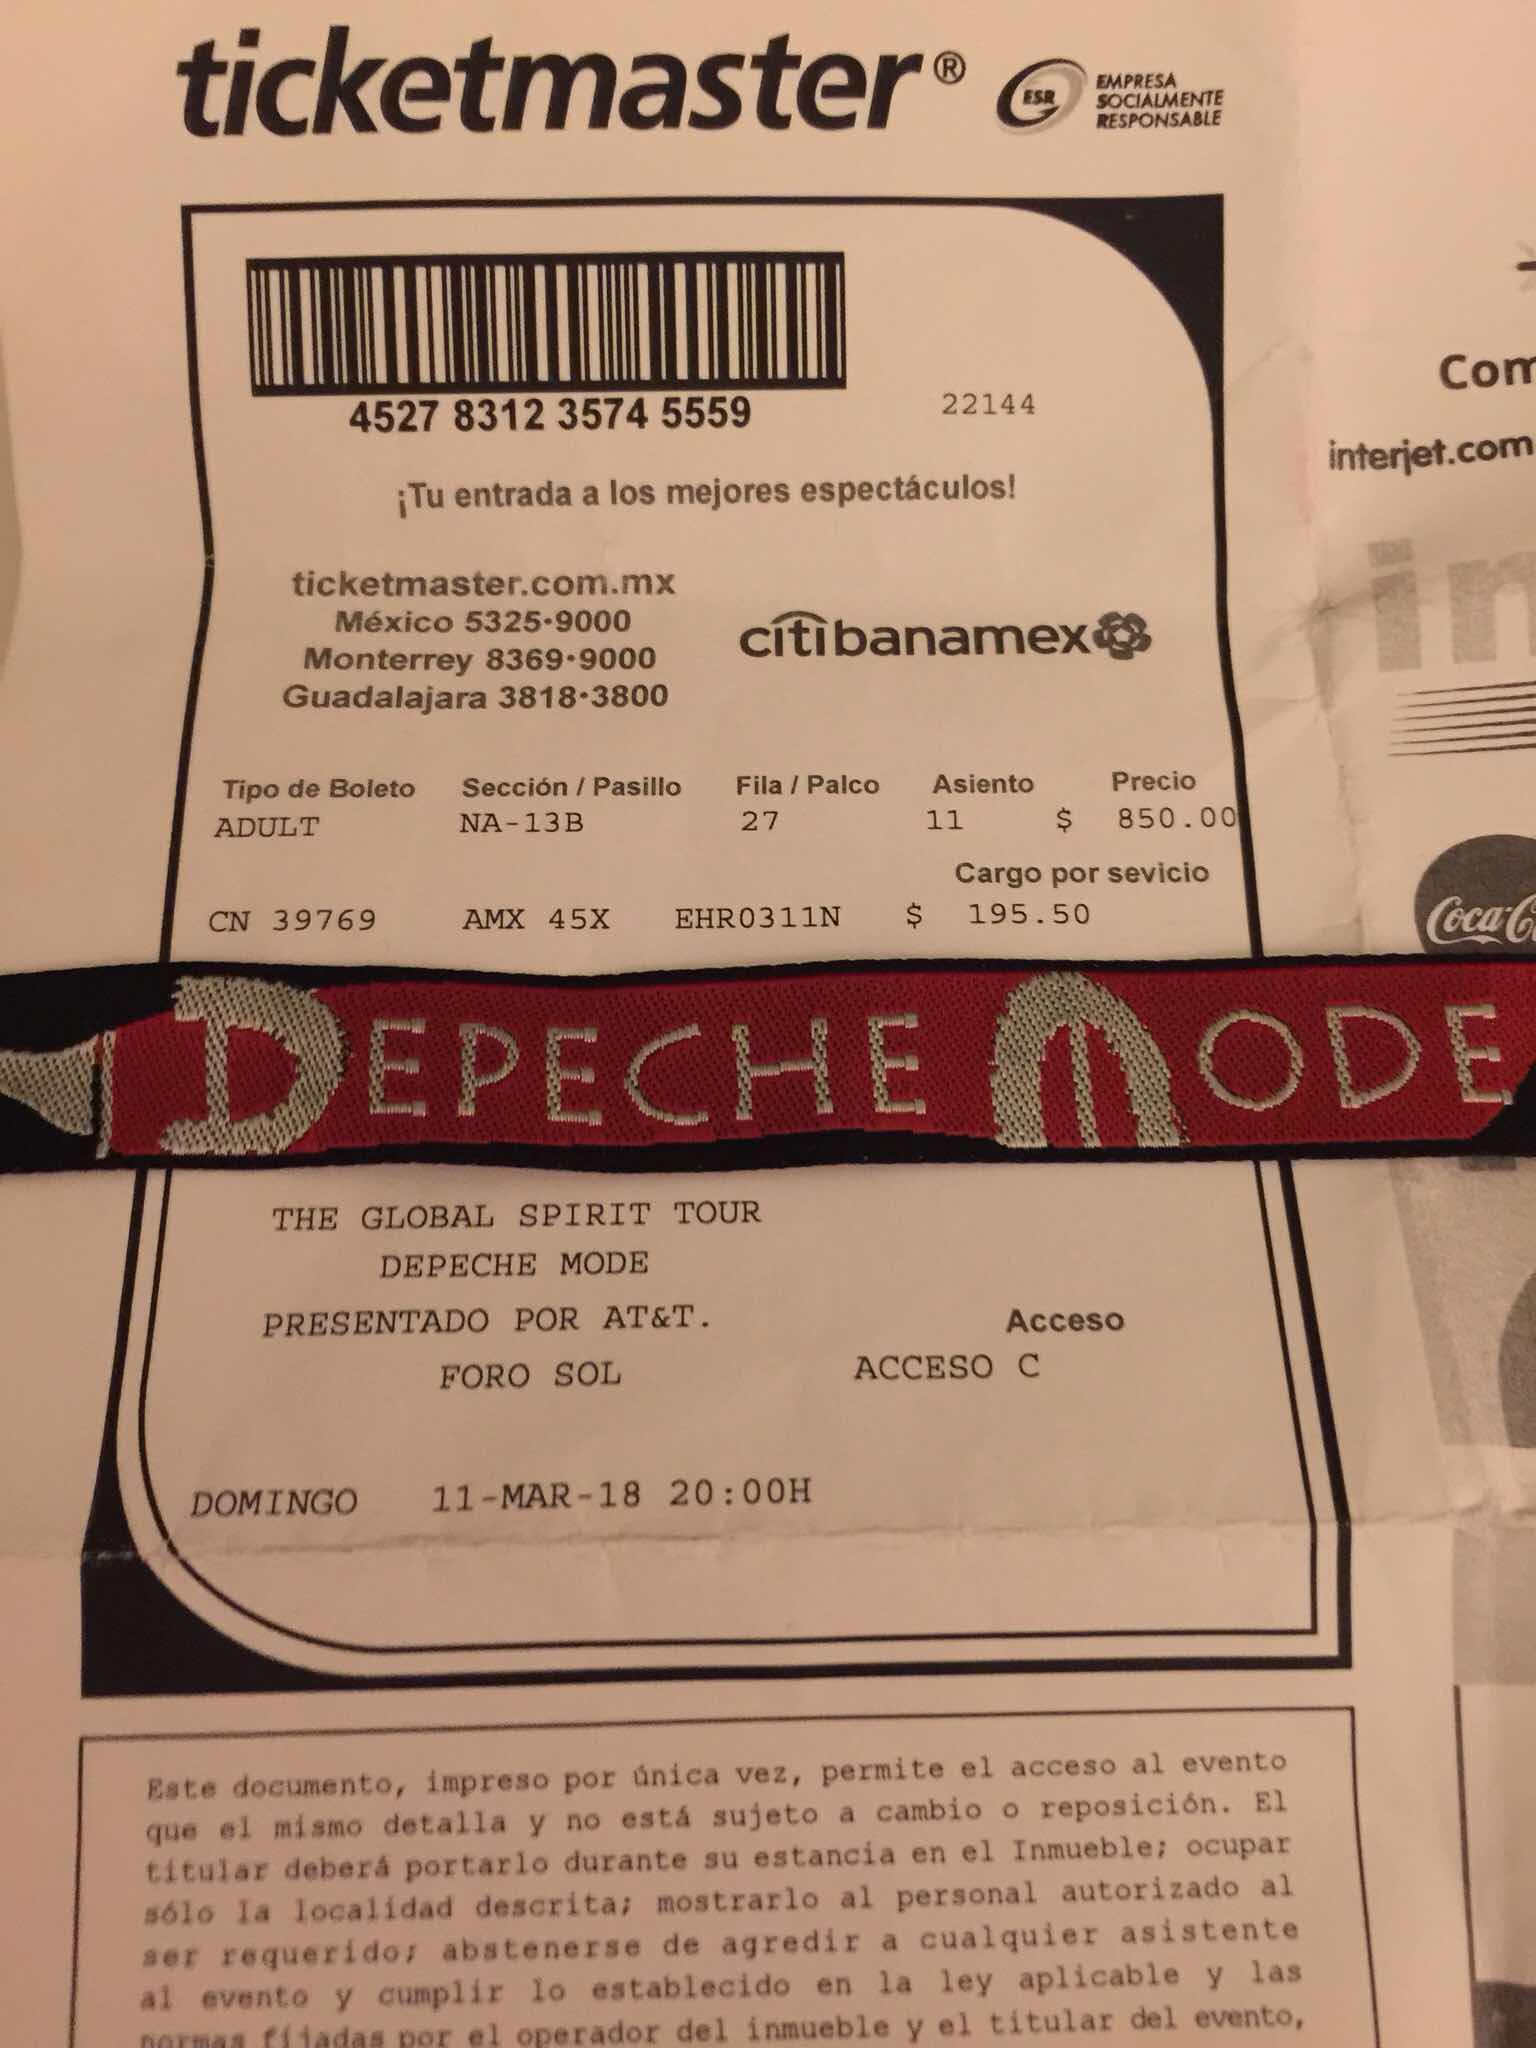 ticketmaster®
ESR
EMPRESA
SOCIALMENTE
RESPONSABLE
4527 8312 3574 5559
22144
¡Tu entrada a los mejores espectáculos!
ticketmaster.com.mx
México 5325•9000
Monterrey 8369•9000
Guadalajara 3818•3800
citibanamex
Tipo de Boleto Sección / Pasillo Fila / Palco Asiento Precio
ADULT NA-13B 27 11 $ 850.00
Cargo por sevicio
CN 39769 AMX 45X EHR0311N $ 195.50
DEPECHE MODE
THE GLOBAL SPIRIT TOUR
DEPECHE MODE
PRESENTADO POR AT&T.
FORO SOL
Acceso
ACCESO C
DOMINGO 11-MAR-18 20:00H
Este documento, impreso por única vez, permite el acceso al evento
que el mismo detalla y no está sujeto a cambio o reposición. El
titular deberá portarlo durante su estancia en el Inmueble; ocupar
sólo la localidad descrita; mostrarlo al personal autorizado al
ser requerido; abstenerse de agredir a cualquier asistente
al evento y cumplir lo establecido en la ley aplicable y las
normas fijadas por el operador del inmueble y el titular del evento,
Com
interjet.com
in
Coca-C